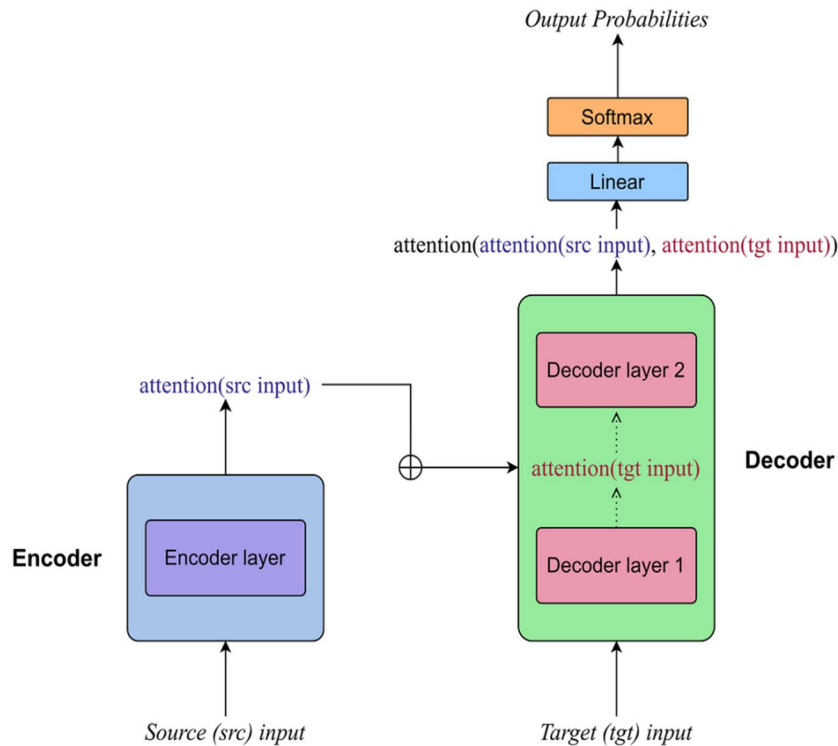 Output Probabilities
Softmax
Linear
attention(attention(src input), attention(tgt input))
Decoder layer 2
attention(src input)
attention(tgt input)
Decoder
Encoder
Encoder layer
Decoder layer 1
Source (src) input
Target (tgt) input